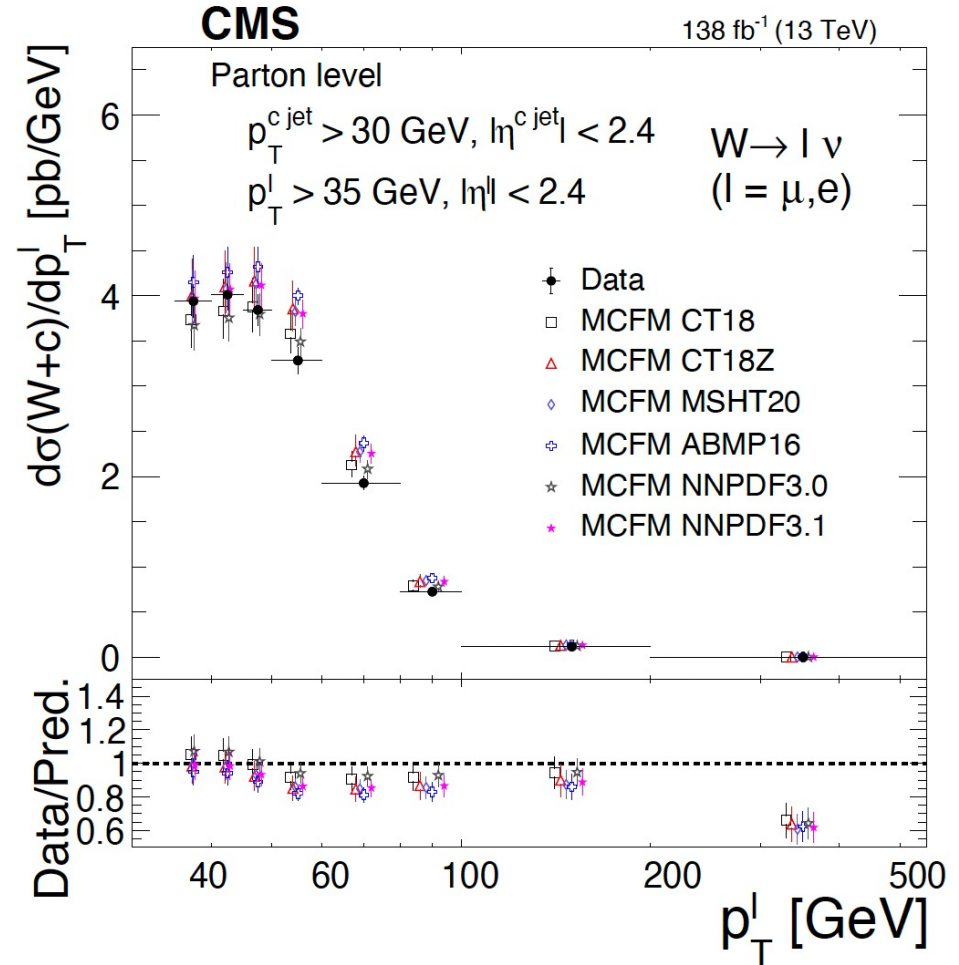 CMS
138 fb⁻¹ (13 TeV)
Parton level
p_T^{c jet} > 30 GeV, |η^{c jet}| < 2.4
p_T^l > 35 GeV, |η^l| < 2.4
W→ l ν
(l = μ,e)
dσ(W+c)/dp_T^l [pb/GeV]
6
4
2
0
Data
MCFM CT18
MCFM CT18Z
MCFM MSHT20
MCFM ABMP16
MCFM NNPDF3.0
MCFM NNPDF3.1
Data/Pred.
1.4
1.2
1
0.8
0.6
40 60 100 200 500
p_T^l [GeV]